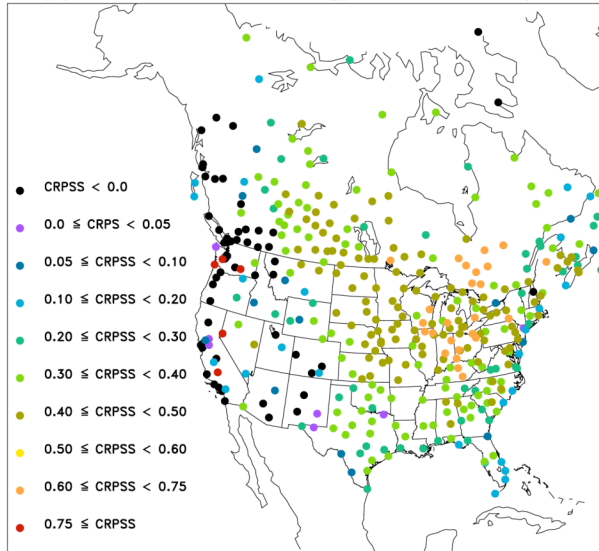 CRPSS < 0.0
0.0 ≦ CRPS < 0.05
0.05 ≦ CRPSS < 0.10
0.10 ≦ CRPSS < 0.20
0.20 ≦ CRPSS < 0.30
0.30 ≦ CRPSS < 0.40
0.40 ≦ CRPSS < 0.50
0.50 ≦ CRPSS < 0.60
0.60 ≦ CRPSS < 0.75
0.75 ≦ CRPSS